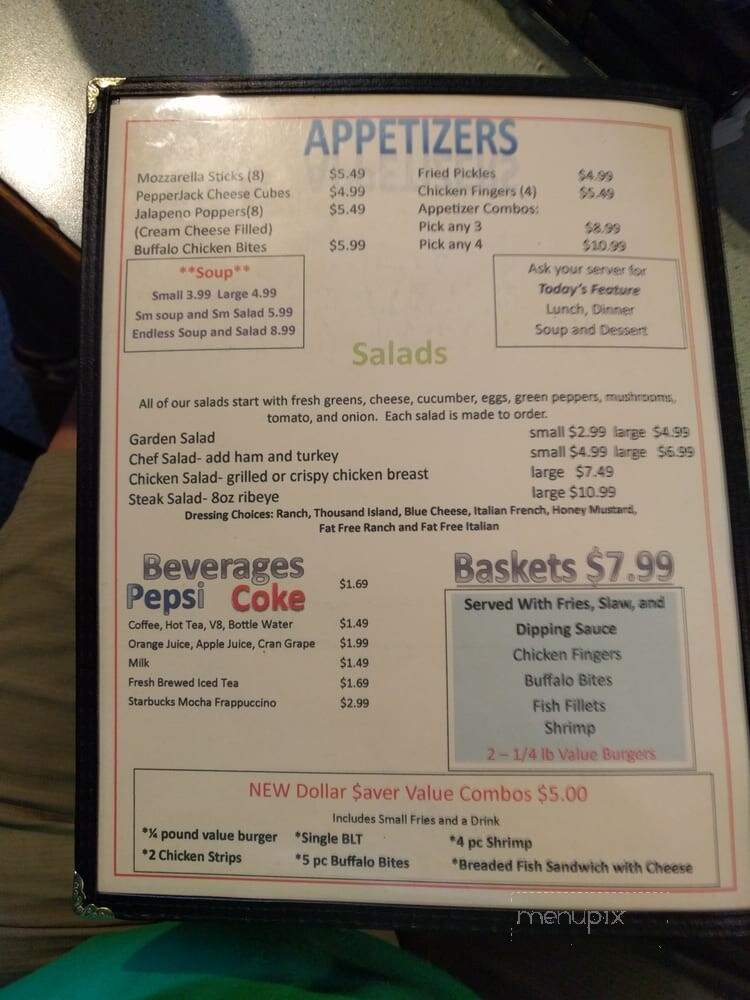 APPETIZERS
Mozzarella Sticks (8) $5.49
PepperJack Cheese Cubes $4.99
Jalapeno Poppers(8) $5.49
(Cream Cheese Filled)
Buffalo Chicken Bites $5.99
Fried Pickles $4.99
Chicken Fingers (4) $5.49
Appetizer Combos:
Pick any 3 $8.99
Pick any 4 $10.99
**Soup**
Small 3.99 Large 4.99
Sm soup and Sm Salad 5.99
Endless Soup and Salad 8.99
Ask your server for
Today's Feature
Lunch, Dinner
Soup and Dessert
Salads
All of our salads start with fresh greens, cheese, cucumber, eggs, green peppers, mushrooms,
tomato, and onion. Each salad is made to order.
Garden Salad small $2.99 large $4.99
Chef Salad- add ham and turkey small $4.99 large $6.99
Chicken Salad- grilled or crispy chicken breast large $7.49
Steak Salad- 8oz ribeye large $10.99
Dressing Choices: Ranch, Thousand Island, Blue Cheese, Italian French, Honey Mustard,
Fat Free Ranch and Fat Free Italian
Beverages
Pepsi Coke $1.69
Coffee, Hot Tea, V8, Bottle Water $1.49
Orange Juice, Apple Juice, Cran Grape $1.99
Milk $1.49
Fresh Brewed Iced Tea $1.69
Starbucks Mocha Frappuccino $2.99
Baskets $7.99
Served With Fries, Slaw, and
Dipping Sauce
Chicken Fingers
Buffalo Bites
Fish Fillets
Shrimp
2 – 1/4 lb Value Burgers
NEW Dollar $aver Value Combos $5.00
Includes Small Fries and a Drink
*¼ pound value burger *Single BLT *4 pc Shrimp
*2 Chicken Strips *5 pc Buffalo Bites *Breaded Fish Sandwich with Cheese
menupix